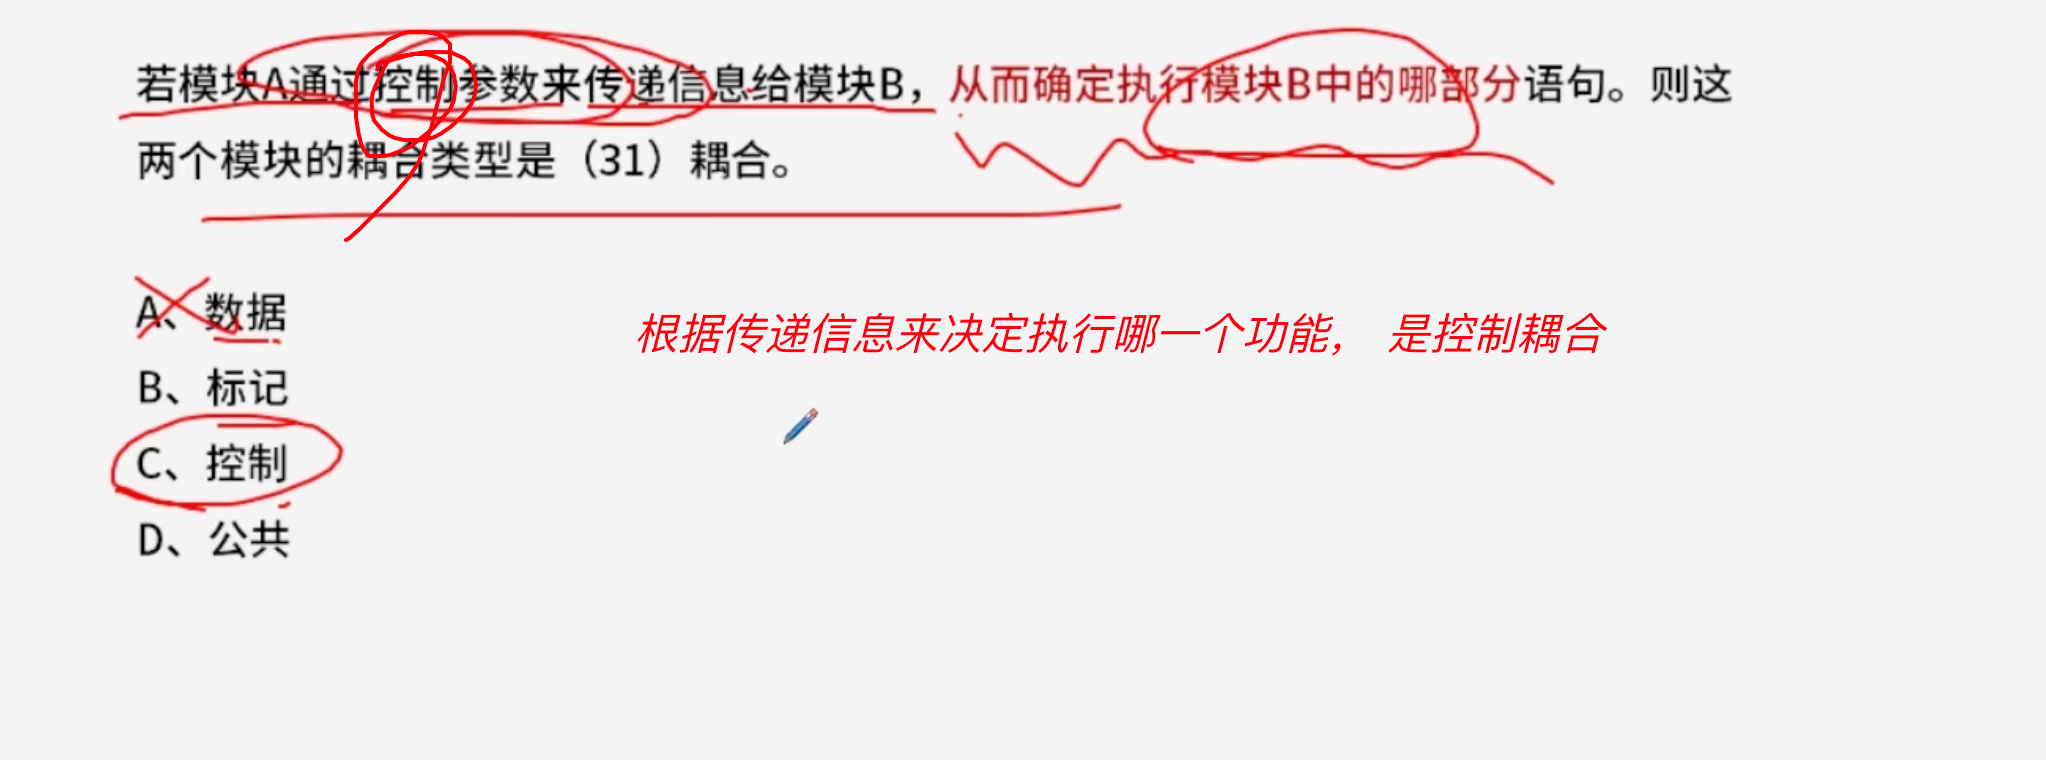 若模块A通过控制参数来传递信息给模块B，从而确定执行模块B中的哪部分语句。则这
两个模块的耦合类型是（31）耦合。
A、数据
根据传递信息来决定执行哪一个功能， 是控制耦合
B、标记
C、控制
D、公共